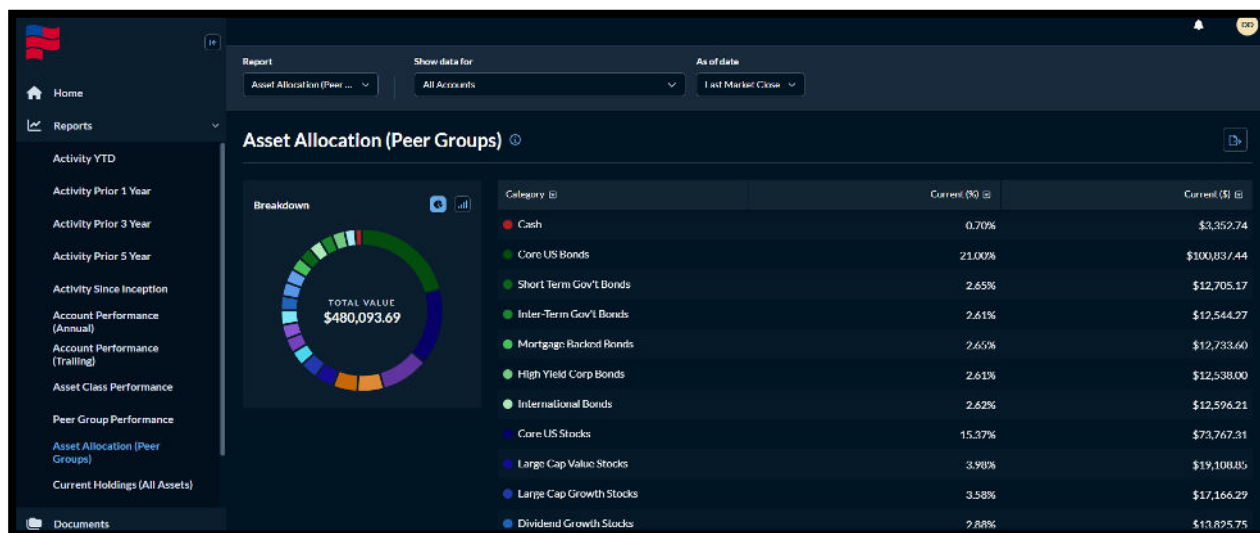 Report
Show data for
As of date
Asset Allocation (Peer ...
All Accounts
Last Market Close
Home
Reports
Activity YTD
Activity Prior 1 Year
Activity Prior 3 Year
Activity Prior 5 Year
Activity Since Inception
Account Performance
(Annual)
Account Performance
(Trailing)
Asset Class Performance
Peer Group Performance
Asset Allocation (Peer
Groups)
Current Holdings (All Assets)
Documents
Asset Allocation (Peer Groups)
Breakdown
TOTAL VALUE
$480,093.69
Category Current (%) Current ($)
Cash 0.70% $3,352.74
Core US Bonds 21.00% $100,837.44
Short Term Gov't Bonds 2.65% $12,705.17
Inter-Term Gov't Bonds 2.61% $12,544.27
Mortgage Backed Bonds 2.65% $12,733.60
High Yield Corp Bonds 2.61% $12,538.00
International Bonds 2.62% $12,596.21
Core US Stocks 15.37% $73,767.31
Large Cap Value Stocks 3.98% $19,108.85
Large Cap Growth Stocks 3.58% $17,166.29
Dividend Growth Stocks 2.88% $13,825.75